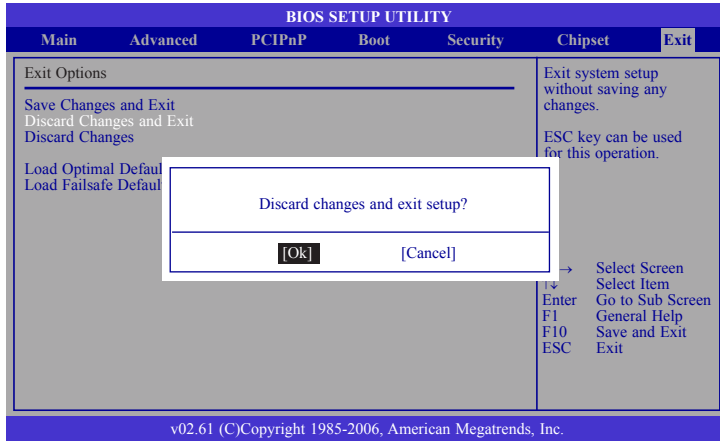 BIOS SETUP UTILITY
Main Advanced PCIPnP Boot Security Chipset Exit
Exit Options
Save Changes and Exit
Discard Changes and Exit
Discard Changes
Load Optimal Defaul
Load Failsafe Defaul
Discard changes and exit setup?
[Ok] [Cancel]
Exit system setup
without saving any
changes.
ESC key can be used
for this operation.
→ Select Screen
↑↓ Select Item
Enter Go to Sub Screen
F1 General Help
F10 Save and Exit
ESC Exit
v02.61 (C)Copyright 1985-2006, American Megatrends, Inc.